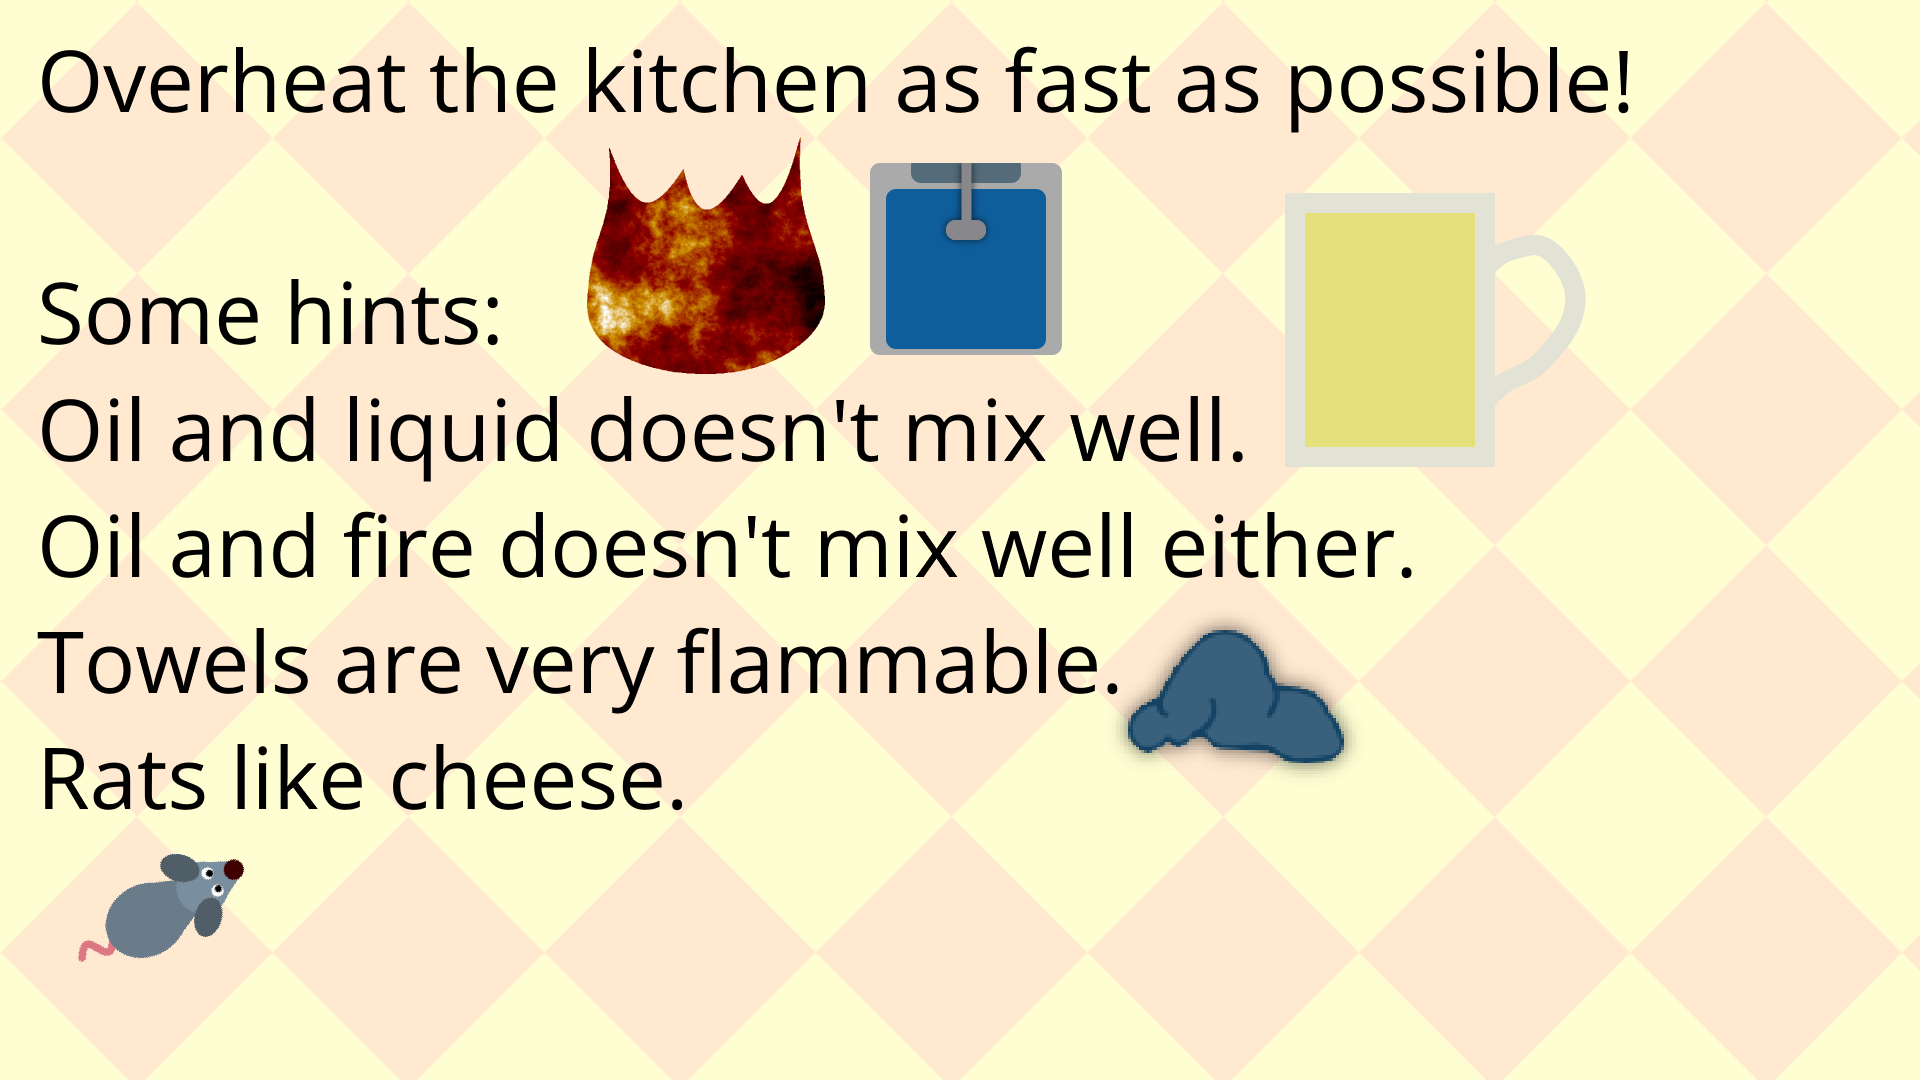 Overheat the kitchen as fast as possible!
Some hints:
Oil and liquid doesn't mix well.
Oil and fire doesn't mix well either.
Towels are very flammable.
Rats like cheese.